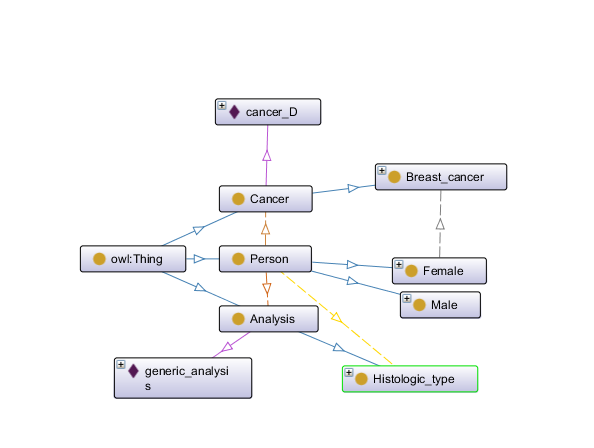 cancer_D
Breast_cancer
Cancer
owl:Thing
Person
Female
Male
Analysis
generic_analysi
s
Histologic_type